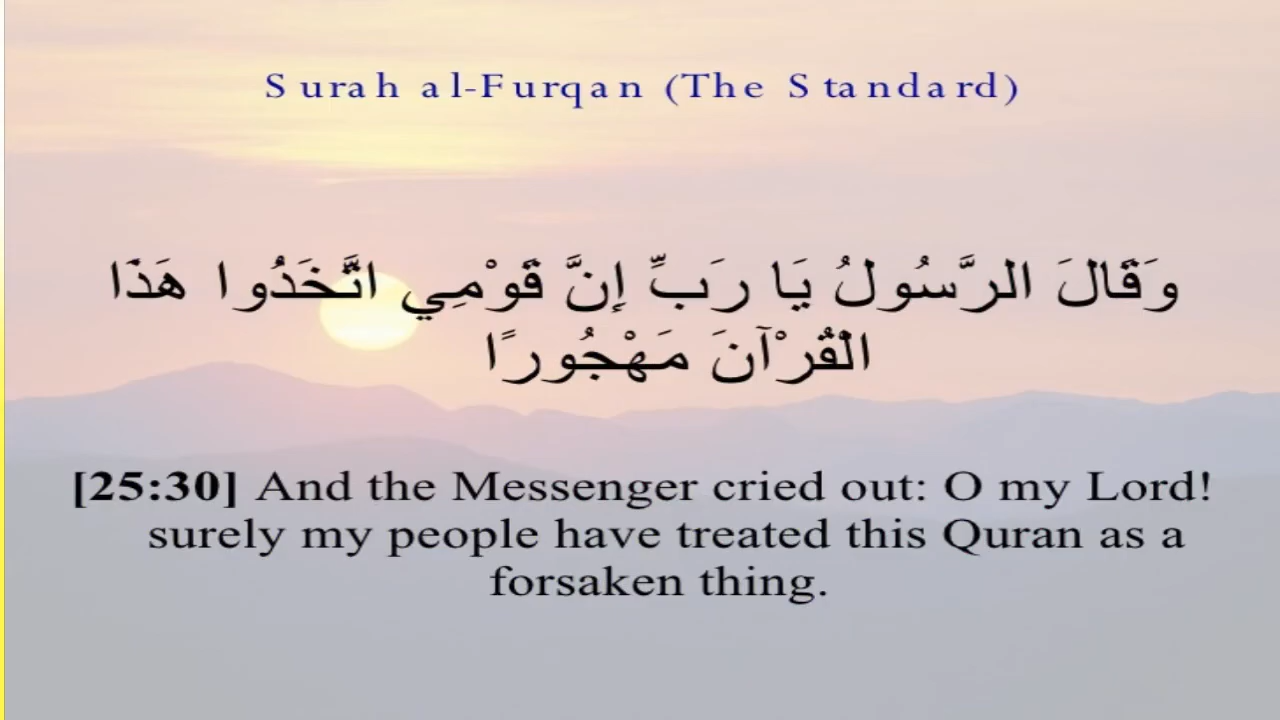 Surah al-Furqan (The Standard)
وَقَالَ الرَّسُولُ يَا رَبِّ إِنَّ قَوْمِي اتَّخَذُوا هَذَا
الْقُرْآنَ مَهْجُورًا
[25:30] And the Messenger cried out: O my Lord!
surely my people have treated this Quran as a
forsaken thing.